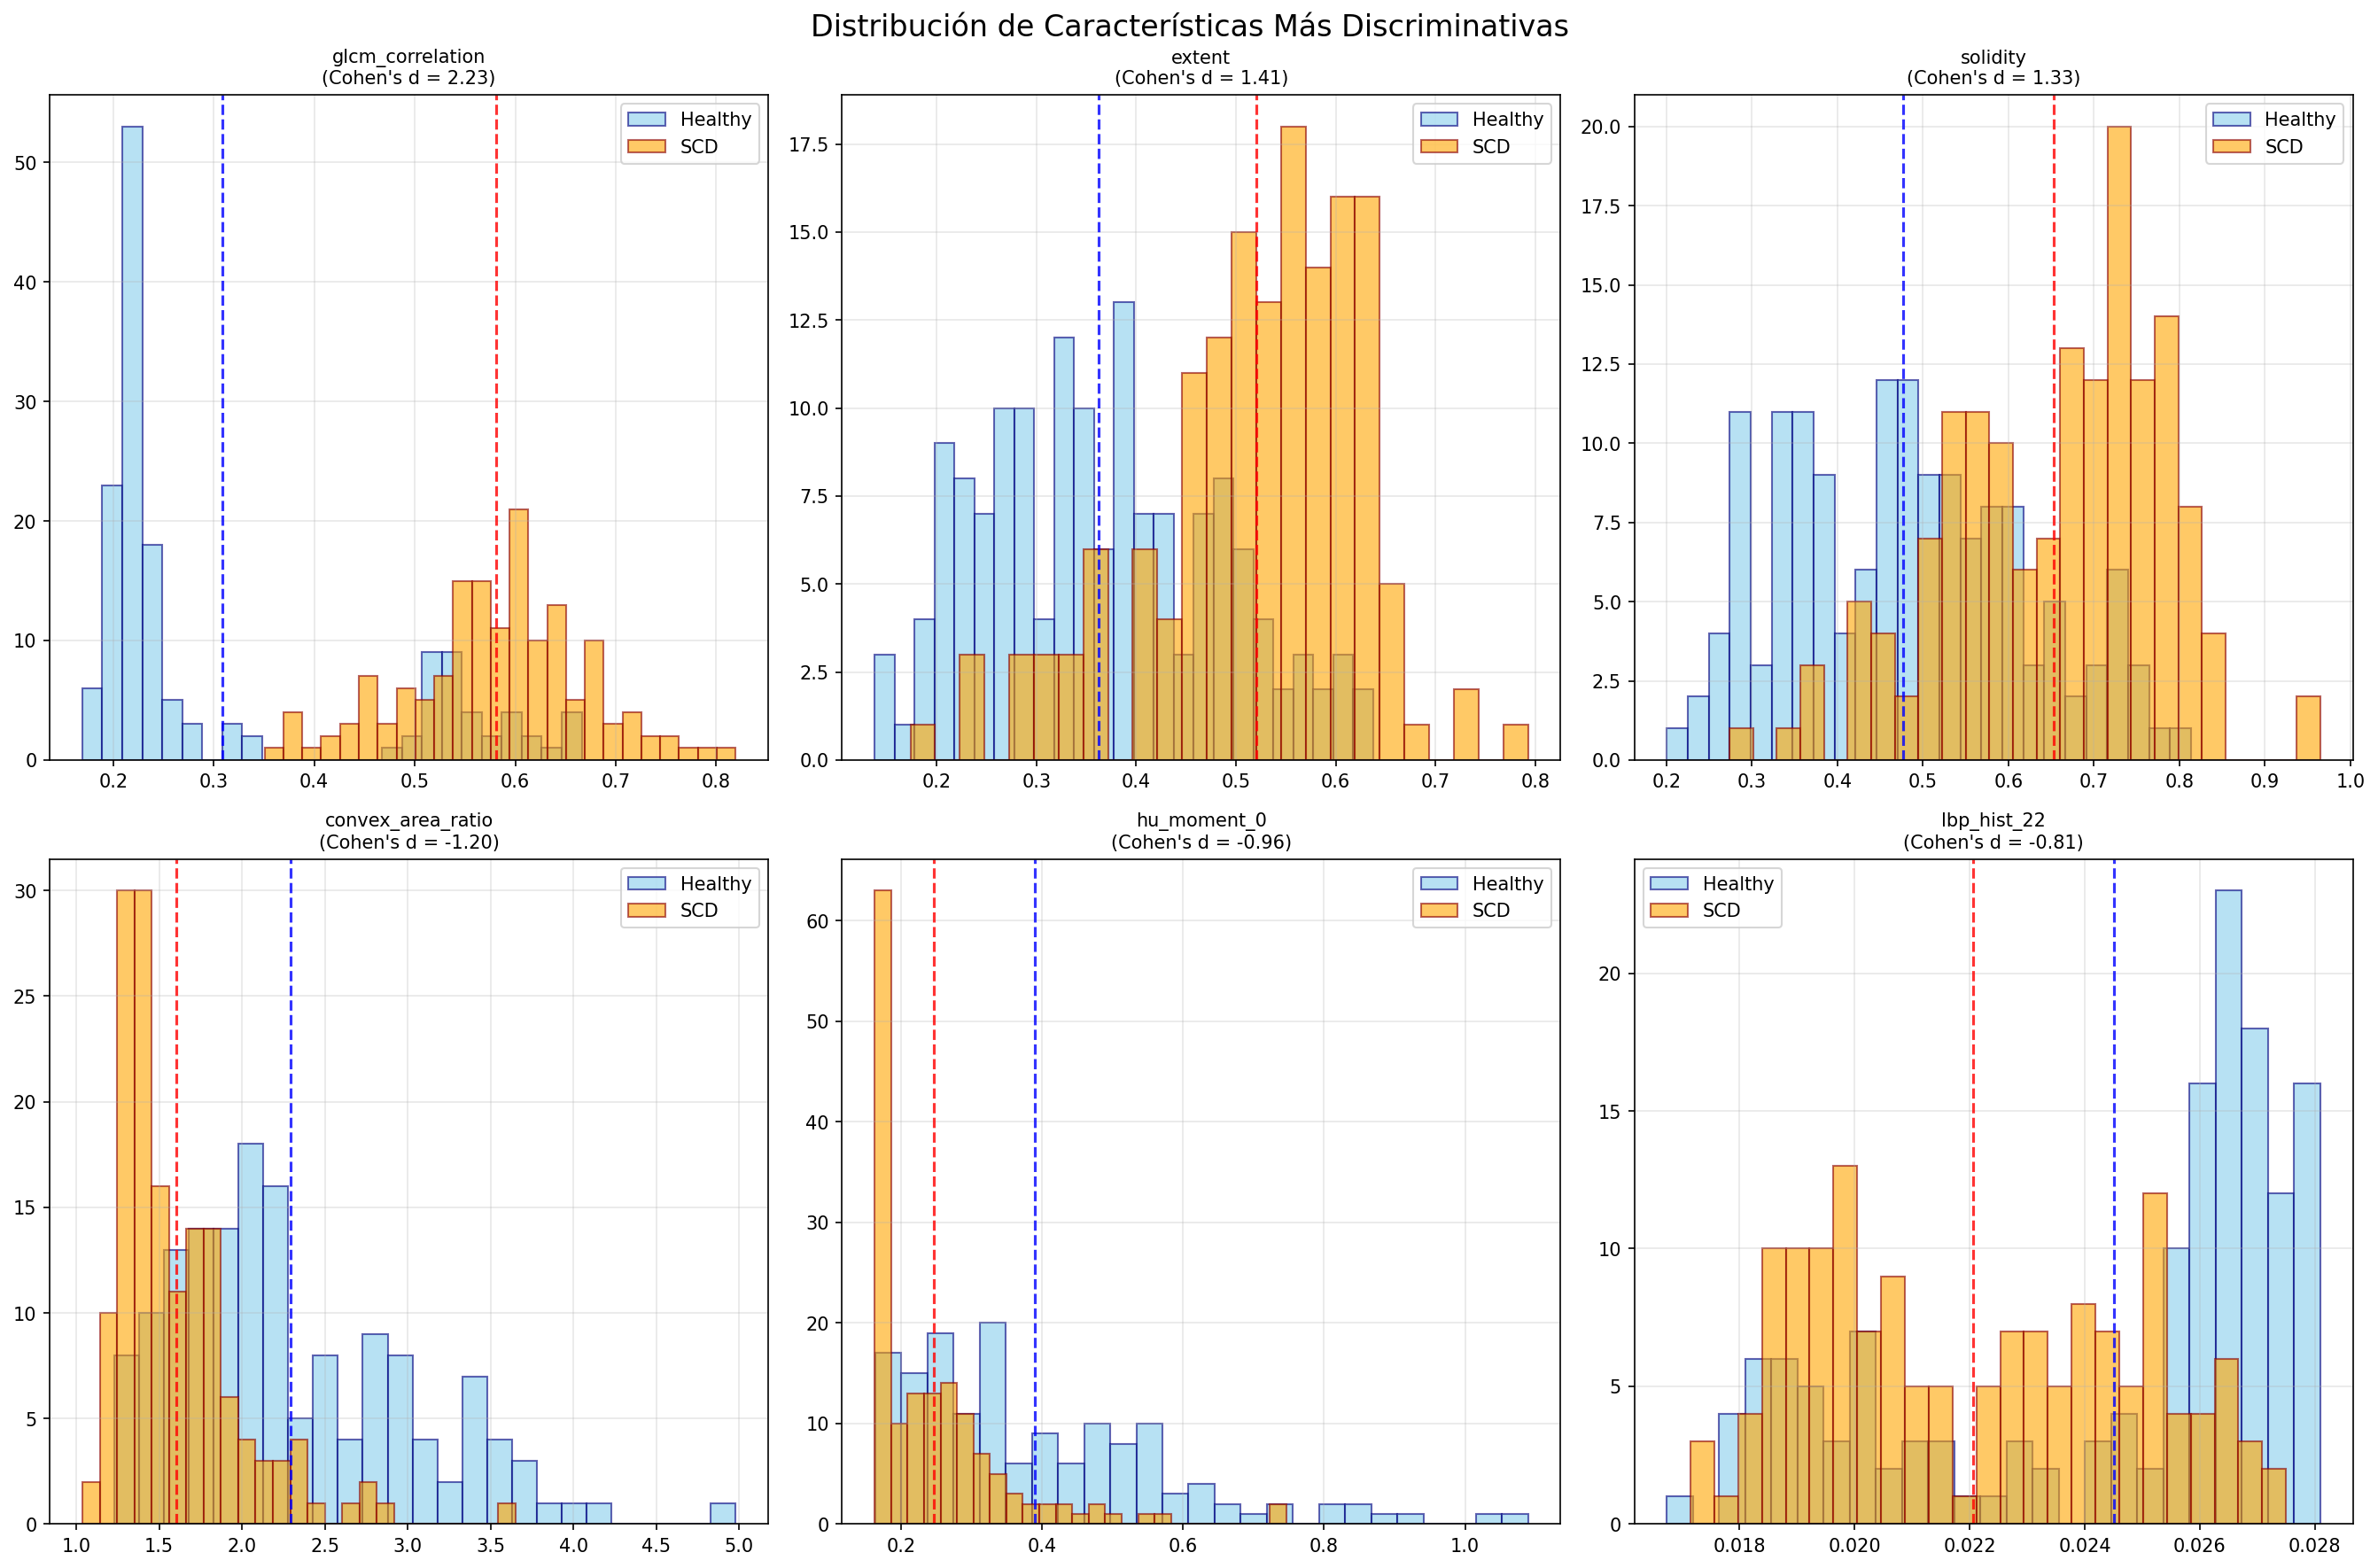 Distribución de Características Más Discriminativas
glcm_correlation
(Cohen's d = 2.23)
Healthy
SCD
50
40
30
20
10
0
0.2 0.3 0.4 0.5 0.6 0.7 0.8
extent
(Cohen's d = 1.41)
Healthy
SCD
17.5
15.0
12.5
10.0
7.5
5.0
2.5
0.0
0.2 0.3 0.4 0.5 0.6 0.7 0.8
solidity
(Cohen's d = 1.33)
Healthy
SCD
20.0
17.5
15.0
12.5
10.0
7.5
5.0
2.5
0.0
0.2 0.3 0.4 0.5 0.6 0.7 0.8 0.9 1.0
convex_area_ratio
(Cohen's d = -1.20)
Healthy
SCD
30
25
20
15
10
5
0
1.0 1.5 2.0 2.5 3.0 3.5 4.0 4.5 5.0
hu_moment_0
(Cohen's d = -0.96)
Healthy
SCD
60
50
40
30
20
10
0
0.2 0.4 0.6 0.8 1.0
lbp_hist_22
(Cohen's d = -0.81)
Healthy
SCD
20
15
10
5
0
0.018 0.020 0.022 0.024 0.026 0.028